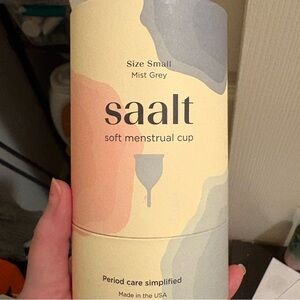 Size Small
Mist Grey
saalt
soft menstrual cup
Period care simplified
Made in the USA